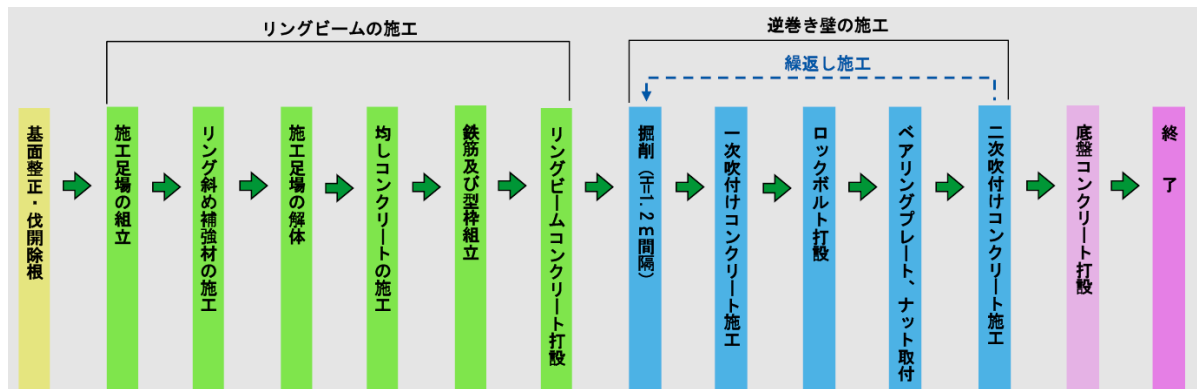 リングビームの施工
逆巻き壁の施工
繰返し施工
基面整正・伐開除根
施工足場の組立
リング斜め補強材の施工
施工足場の解体
均しコンクリートの施工
鉄筋及び型枠組立
リングビームコンクリート打設
掘削（H=1.2m間隔）
一次吹付けコンクリート施工
ロックボルト打設
ベアリングプレート、ナット取付
二次吹付けコンクリート施工
底盤コンクリート打設
終了